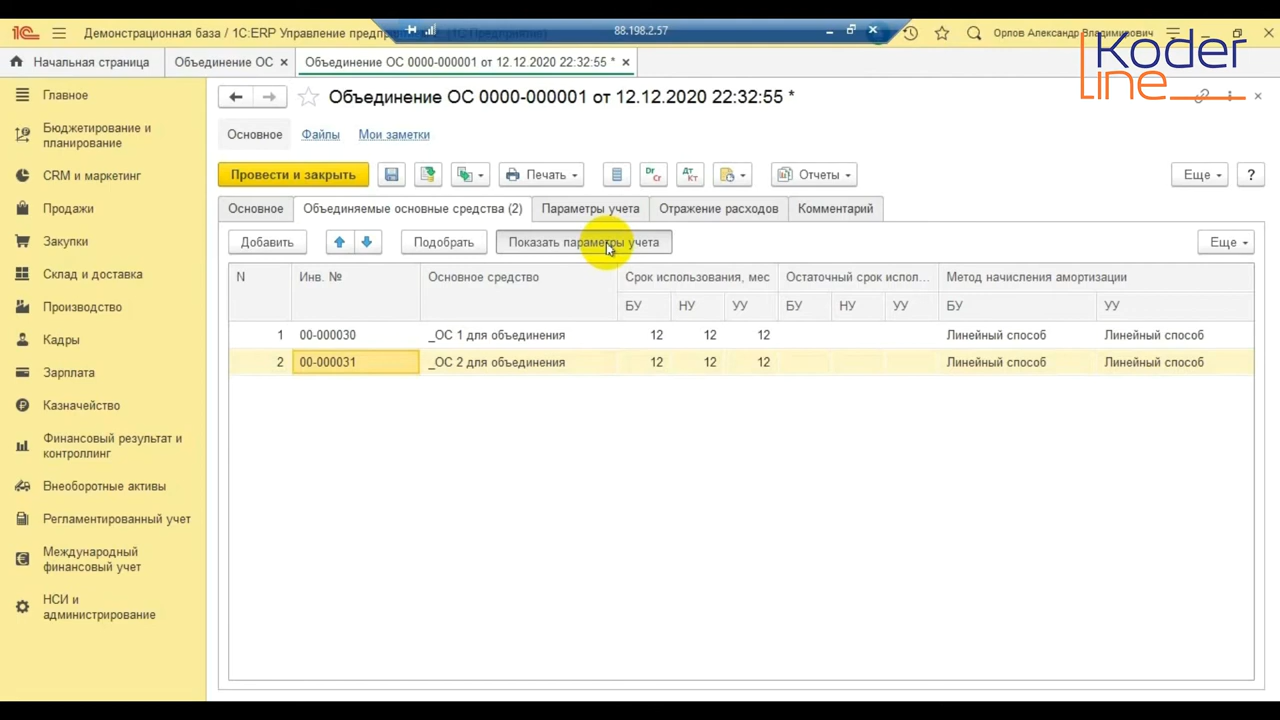 Демонстрационная база / 1С:ERP Управление предпр
88.198.2.57
Орлов Александр Владимирович
Koder
line
Начальная страница
Объединение ОС ×
Объединение ОС 0000-000001 от 12.12.2020 22:32:55 * ×
Объединение ОС 0000-000001 от 12.12.2020 22:32:55 *
Основное
Файлы
Мои заметки
Провести и закрыть
Печать
Отчеты
Еще
?
Основное
Объединяемые основные средства (2)
Параметры учета
Отражение расходов
Комментарий
Добавить
Подобрать
Показать параметры учета
Еще
N
Инв. №
Основное средство
Срок использования, мес
Остаточный срок испол...
Метод начисления амортизации
БУ НУ УУ БУ НУ УУ БУ УУ
1 00-000030 _ОС 1 для объединения 12 12 12 Линейный способ Линейный способ
2 00-000031 _ОС 2 для объединения 12 12 12 Линейный способ Линейный способ
Главное
Бюджетирование и
планирование
CRM и маркетинг
Продажи
Закупки
Склад и доставка
Производство
Кадры
Зарплата
Казначейство
Финансовый результат и
контроллинг
Внеоборотные активы
Регламентированный учет
Международный
финансовый учет
НСИ и
администрирование